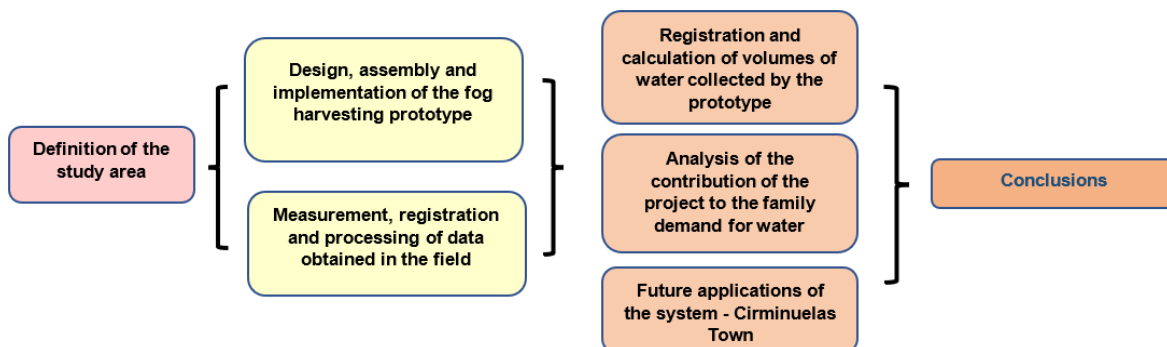 Definition of the
study area
Design, assembly and
implementation of the fog
harvesting prototype
Measurement, registration
and processing of data
obtained in the field
Registration and
calculation of volumes of
water collected by the
prototype
Analysis of the
contribution of the
project to the family
demand for water
Future applications of
the system - Cirminuelas
Town
Conclusions